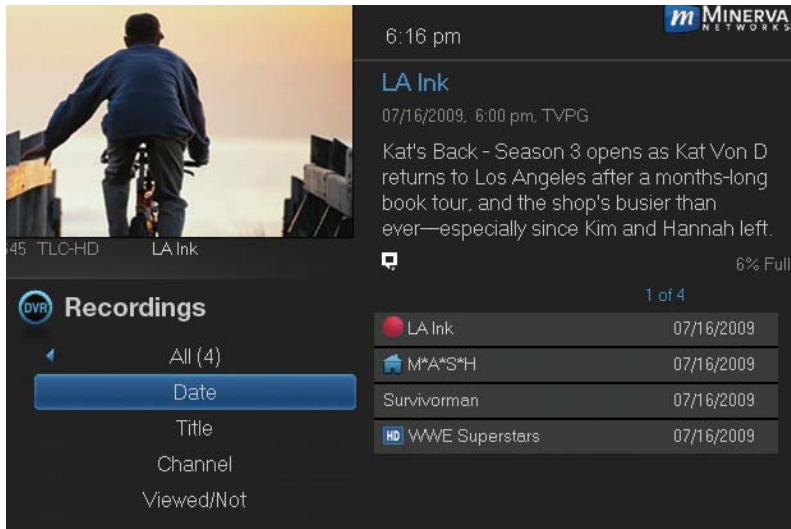 6:16 pm
m MINERVA
NETWORKS
LA Ink
07/16/2009, 6:00 pm, TVPG
Kat's Back - Season 3 opens as Kat Von D
returns to Los Angeles after a months-long
book tour, and the shop's busier than
ever—especially since Kim and Hannah left.
645 TLC-HD LA Ink
6% Full
DVR Recordings
All (4)
Date
Title
Channel
Viewed/Not
1 of 4
LA Ink 07/16/2009
M*A*S*H 07/16/2009
Survivorman 07/16/2009
HD WWE Superstars 07/16/2009